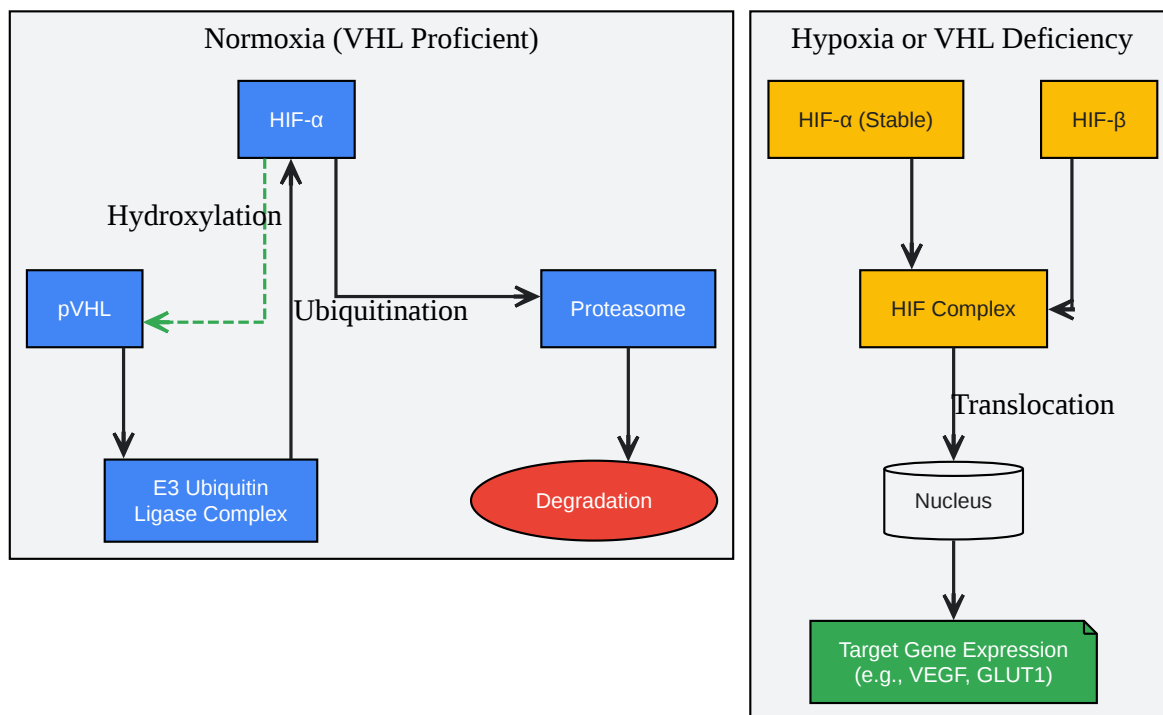 Normoxia (VHL Proficient)
HIF-α
Hydroxylation
pVHL
Ubiquitination
Proteasome
E3 Ubiquitin
Ligase Complex
Degradation
Hypoxia or VHL Deficiency
HIF-α (Stable)
HIF-β
HIF Complex
Translocation
Nucleus
Target Gene Expression
(e.g., VEGF, GLUT1)